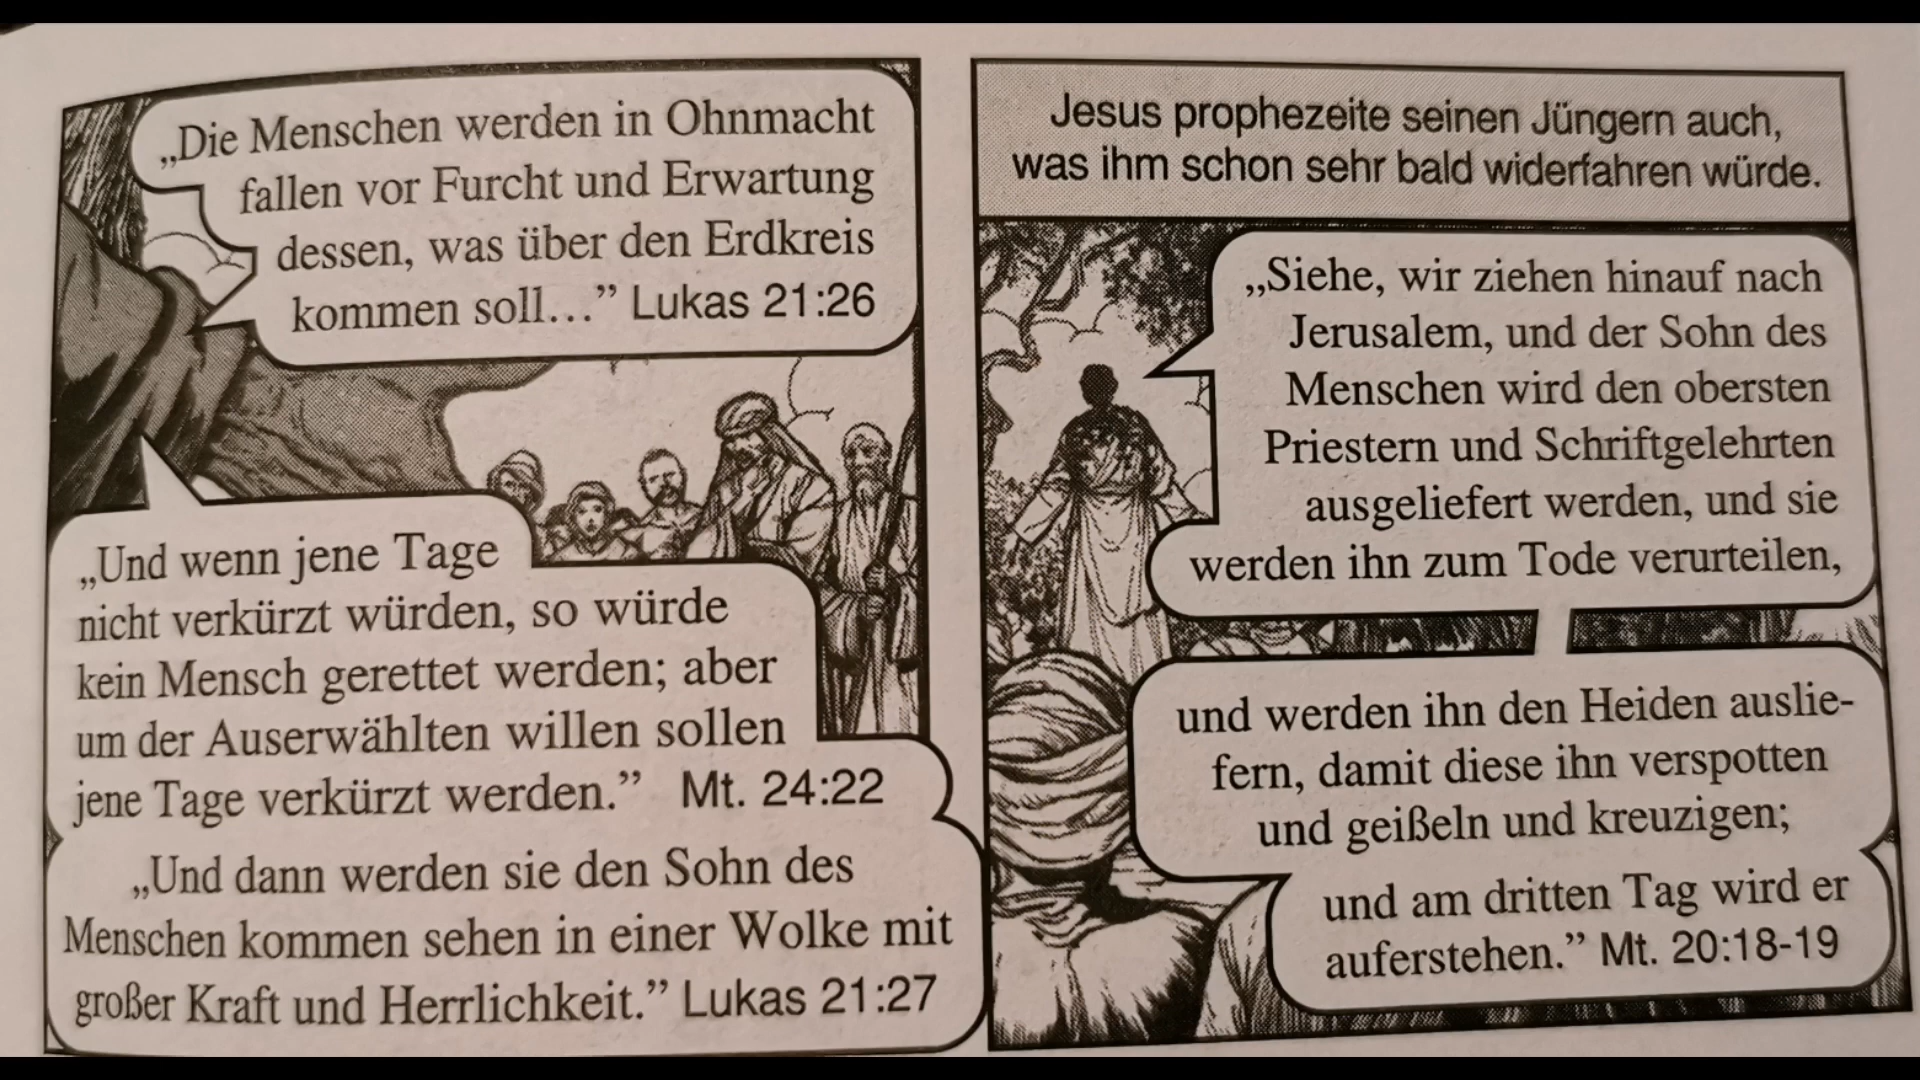 „Die Menschen werden in Ohnmacht
fallen vor Furcht und Erwartung
dessen, was über den Erdkreis
kommen soll…” Lukas 21:26
„Und wenn jene Tage
nicht verkürzt würden, so würde
kein Mensch gerettet werden; aber
um der Auserwählten willen sollen
jene Tage verkürzt werden.” Mt. 24:22
„Und dann werden sie den Sohn des
Menschen kommen sehen in einer Wolke mit
großer Kraft und Herrlichkeit.” Lukas 21:27
Jesus prophezeite seinen Jüngern auch,
was ihm schon sehr bald widerfahren würde.
„Siehe, wir ziehen hinauf nach
Jerusalem, und der Sohn des
Menschen wird den obersten
Priestern und Schriftgelehrten
ausgeliefert werden, und sie
werden ihn zum Tode verurteilen,
und werden ihn den Heiden auslie-
fern, damit diese ihn verspotten
und geißeln und kreuzigen;
und am dritten Tag wird er
auferstehen.” Mt. 20:18-19